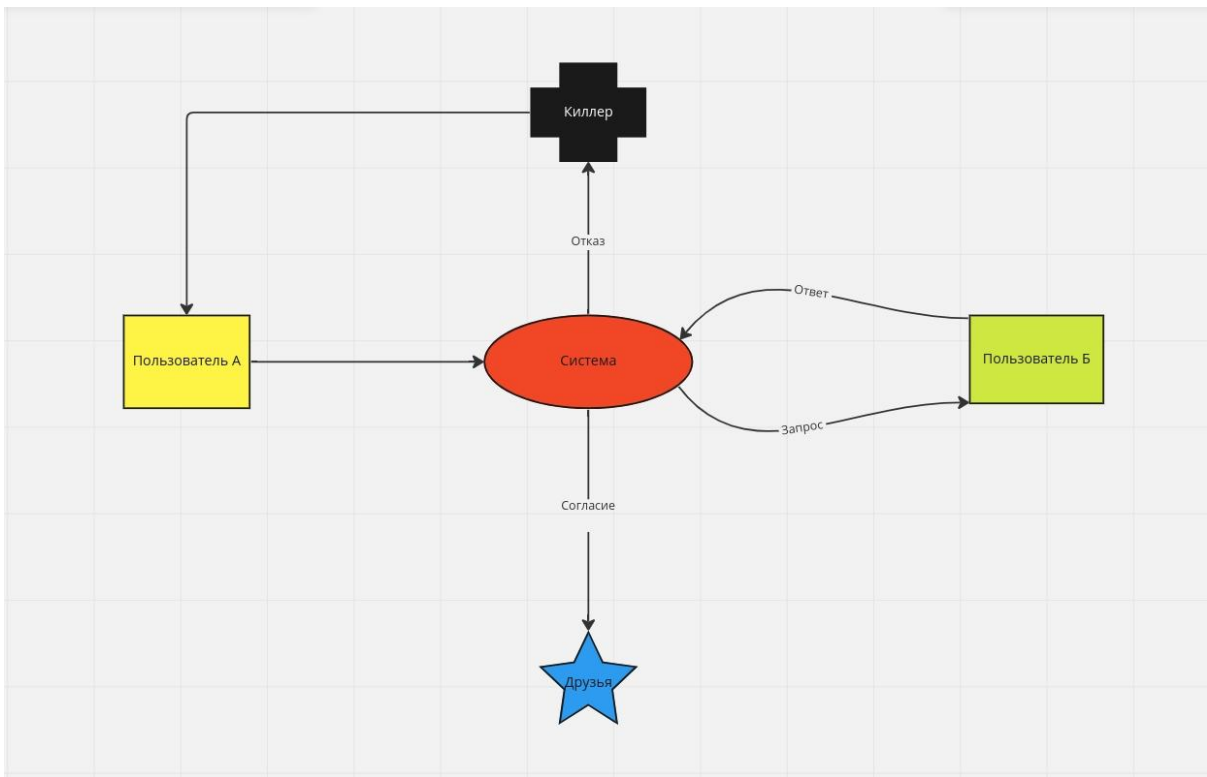 Киллер
Отказ
Ответ
Пользователь А
Система
Пользователь Б
Запрос
Согласие
Друзья